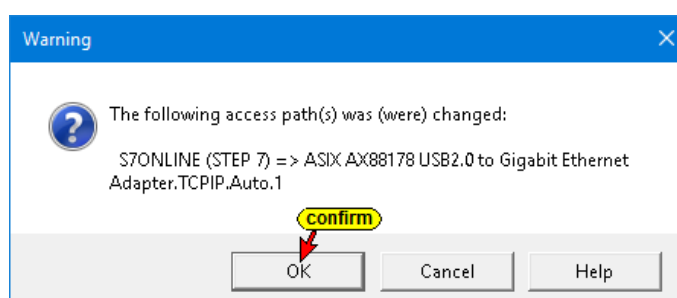 Warning
The following access path(s) was (were) changed:
S7ONLINE (STEP 7) => ASIX AX88178 USB2.0 to Gigabit Ethernet
Adapter.TCPIP.Auto.1
confirm
OK
Cancel
Help